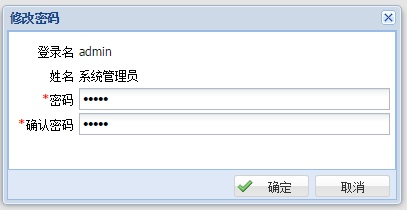 修改密码
登录名 admin
姓名 系统管理员
*密码 •••••
*确认密码 •••••
确定 取消